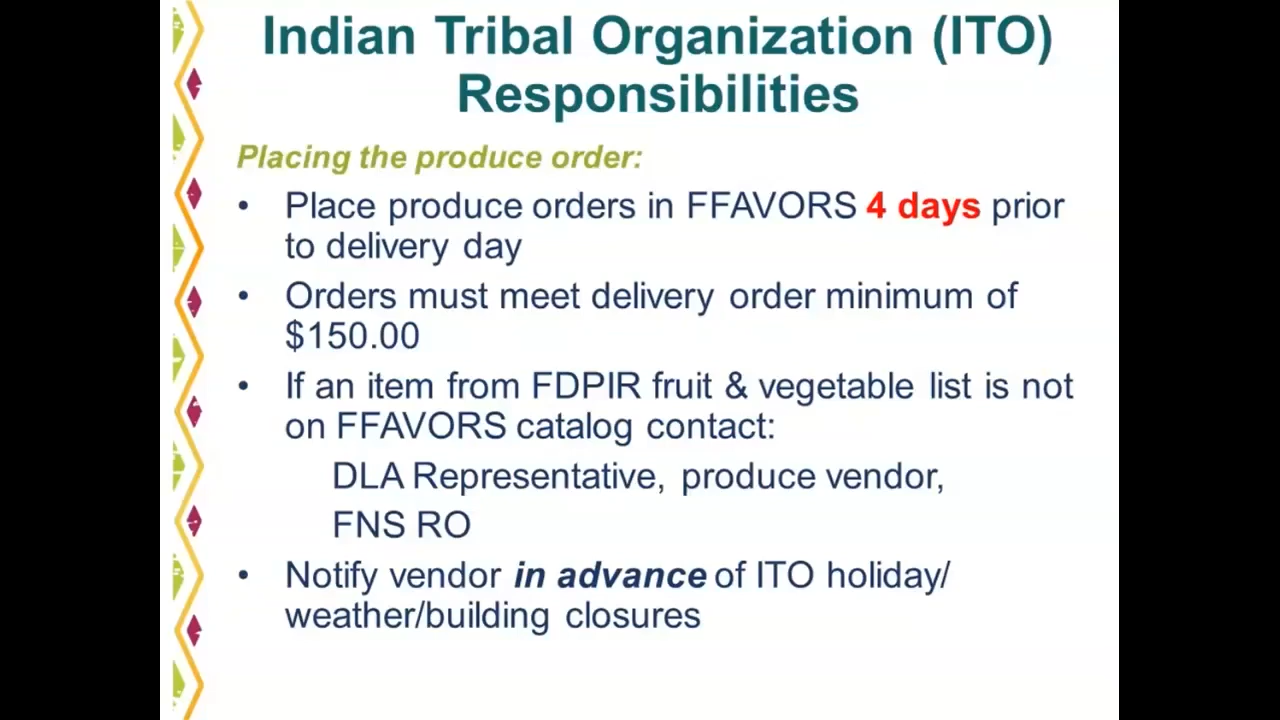 Indian Tribal Organization (ITO)
Responsibilities
Placing the produce order:
• Place produce orders in FFAVORS 4 days prior
to delivery day
• Orders must meet delivery order minimum of
$150.00
• If an item from FDPIR fruit & vegetable list is not
on FFAVORS catalog contact:
DLA Representative, produce vendor,
FNS RO
• Notify vendor in advance of ITO holiday/
weather/building closures